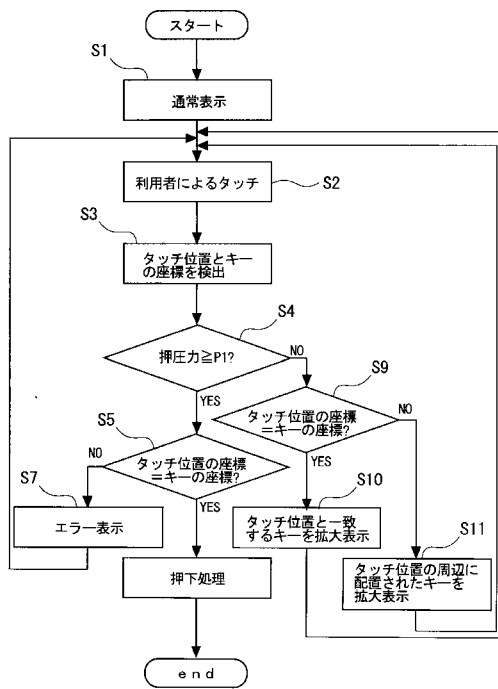 スタート
S1
通常表示
利用者によるタッチ
S2
S3
タッチ位置とキー
の座標を検出
S4
押圧力≧P1?
NO
YES
S9
タッチ位置の座標
=キーの座標?
NO
YES
S5
タッチ位置の座標
=キーの座標?
NO
YES
S7
エラー表示
S10
タッチ位置と一致
するキーを拡大表示
S11
タッチ位置の周辺に
配置されたキーを
拡大表示
押下処理
end